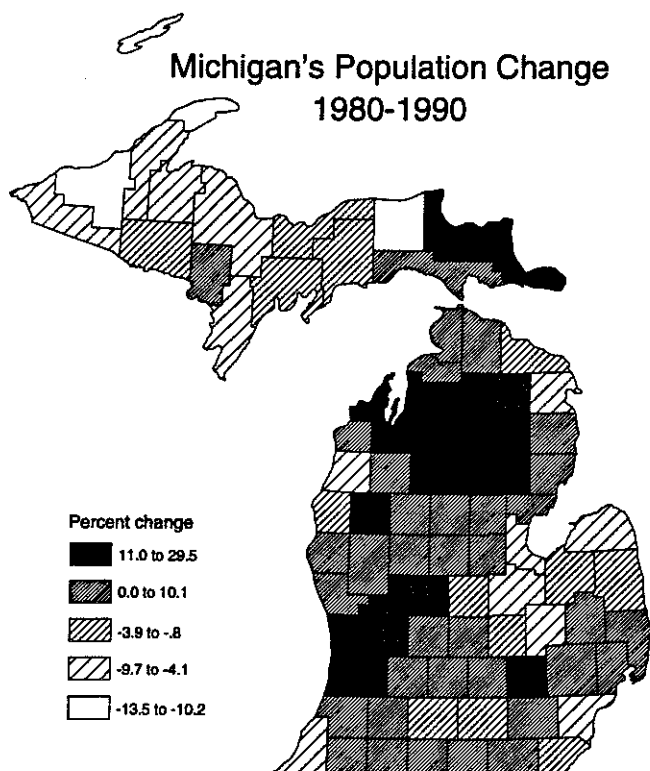 Michigan's Population Change
1980-1990
Percent change
11.0 to 29.5
0.0 to 10.1
-3.9 to -.8
-9.7 to -4.1
-13.5 to -10.2